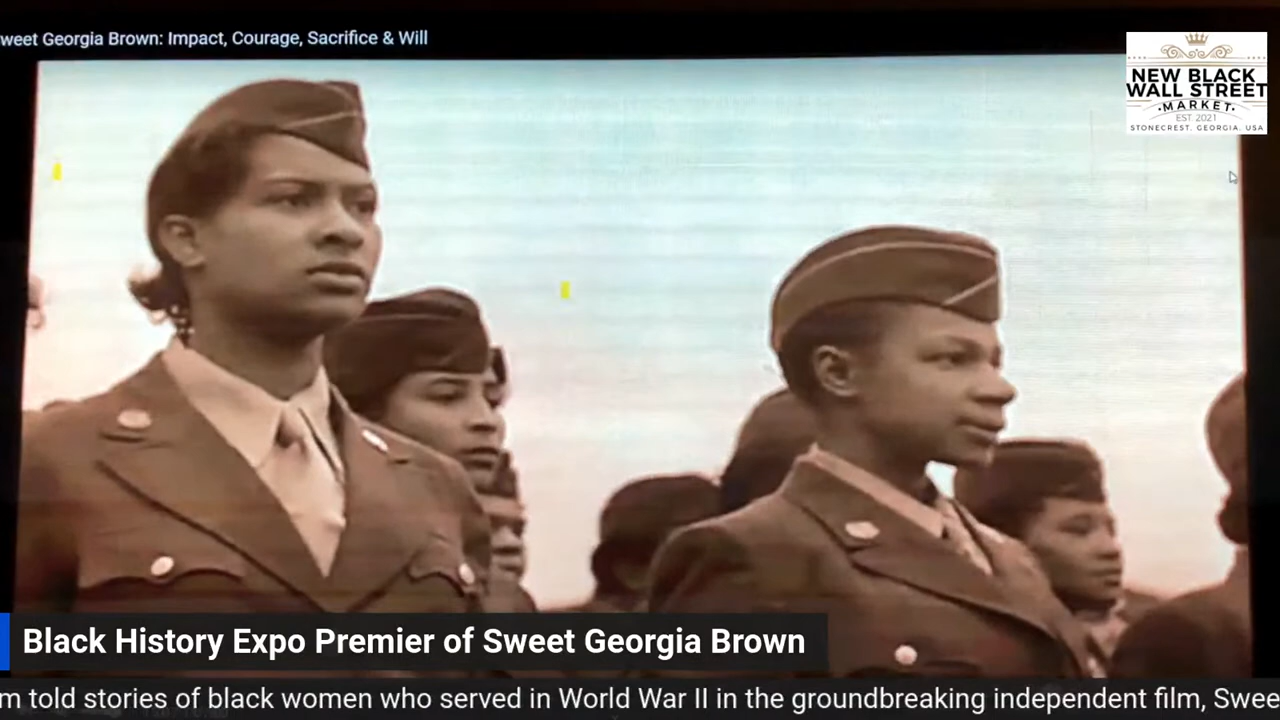 weet Georgia Brown: Impact, Courage, Sacrifice & Will
NEW BLACK
WALL STREET
MARKET
EST. 2021
STONECREST, GEORGIA, USA
Black History Expo Premier of Sweet Georgia Brown
m told stories of black women who served in World War II in the groundbreaking independent film, Swee